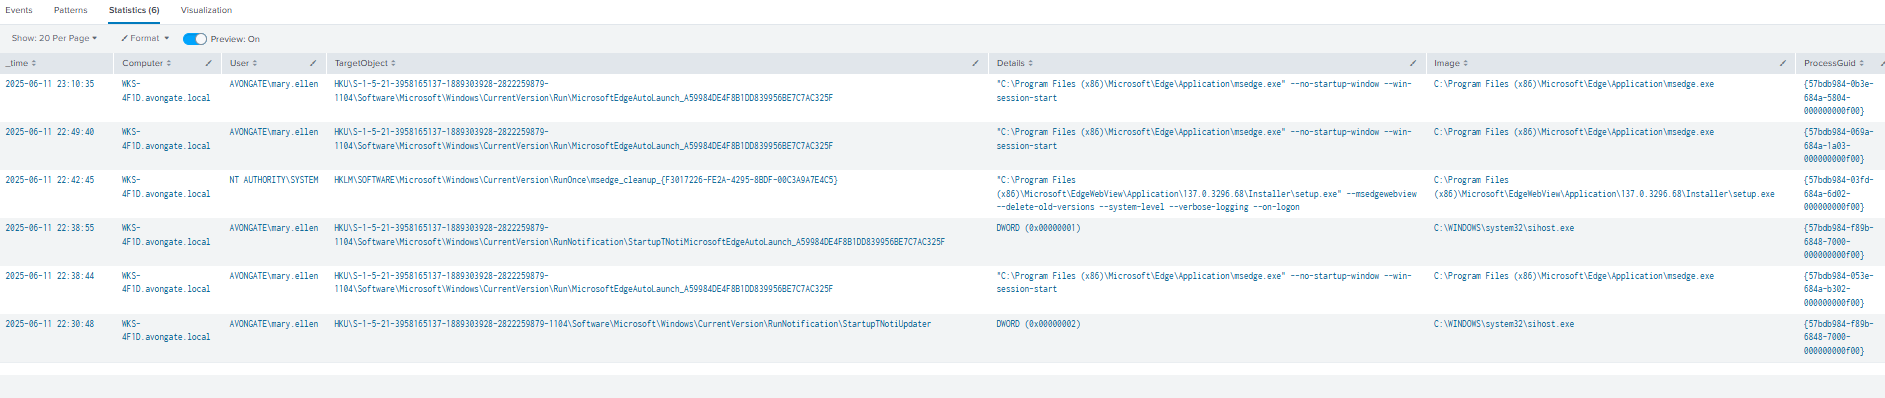 Events Patterns Statistics (6) Visualization
Show: 20 Per Page Format Preview: On
_time Computer User TargetObject Details Image ProcessGuid
2025-06-11 23:10:35 WKS- AVONGATE\mary.ellen HKU\S-1-5-21-3958165137-1889303928-2822259879- "C:\Program Files (x86)\Microsoft\Edge\Application\msedge.exe" --no-startup-window --win- C:\Program Files (x86)\Microsoft\Edge\Application\msedge.exe {57bdb984-0b3e-
4F1D.avongate.local 1104\Software\Microsoft\Windows\CurrentVersion\Run\MicrosoftEdgeAutoLaunch_A59984DE4F8B1DD839956BE7C7AC325F session-start 684a-5804-
000000000f00}
2025-06-11 22:49:40 WKS- AVONGATE\mary.ellen HKU\S-1-5-21-3958165137-1889303928-2822259879- "C:\Program Files (x86)\Microsoft\Edge\Application\msedge.exe" --no-startup-window --win- C:\Program Files (x86)\Microsoft\Edge\Application\msedge.exe {57bdb984-069a-
4F1D.avongate.local 1104\Software\Microsoft\Windows\CurrentVersion\Run\MicrosoftEdgeAutoLaunch_A59984DE4F8B1DD839956BE7C7AC325F session-start 684a-1a03-
000000000f00}
2025-06-11 22:42:45 WKS- NT AUTHORITY\SYSTEM HKLM\SOFTWARE\Microsoft\Windows\CurrentVersion\RunOnce\msedge_cleanup_{F3017226-FE2A-4295-8BDF-00C3A9A7E4C5} "C:\Program Files C:\Program Files {57bdb984-03fd-
4F1D.avongate.local (x86)\Microsoft\EdgeWebView\Application\137.0.3296.68\Installer\setup.exe" --msedgewebview (x86)\Microsoft\EdgeWebView\Application\137.0.3296.68\Installer\setup.exe 684a-6d02-
--delete-old-versions --system-level --verbose-logging --on-logon 000000000f00}
2025-06-11 22:38:55 WKS- AVONGATE\mary.ellen HKU\S-1-5-21-3958165137-1889303928-2822259879- DWORD (0x00000001) C:\WINDOWS\system32\sihost.exe {57bdb984-f89b-
4F1D.avongate.local 1104\Software\Microsoft\Windows\CurrentVersion\RunNotification\StartupTNotiMicrosoftEdgeAutoLaunch_A59984DE4F8B1DD839956BE7C7AC325F 6848-7000-
000000000f00}
2025-06-11 22:38:44 WKS- AVONGATE\mary.ellen HKU\S-1-5-21-3958165137-1889303928-2822259879- "C:\Program Files (x86)\Microsoft\Edge\Application\msedge.exe" --no-startup-window --win- C:\Program Files (x86)\Microsoft\Edge\Application\msedge.exe {57bdb984-053e-
4F1D.avongate.local 1104\Software\Microsoft\Windows\CurrentVersion\Run\MicrosoftEdgeAutoLaunch_A59984DE4F8B1DD839956BE7C7AC325F session-start 684a-b302-
000000000f00}
2025-06-11 22:30:48 WKS- AVONGATE\mary.ellen HKU\S-1-5-21-3958165137-1889303928-2822259879-1104\Software\Microsoft\Windows\CurrentVersion\RunNotification\StartupTNotiUpdater DWORD (0x00000002) C:\WINDOWS\system32\sihost.exe {57bdb984-f89b-
4F1D.avongate.local 6848-7000-
000000000f00}